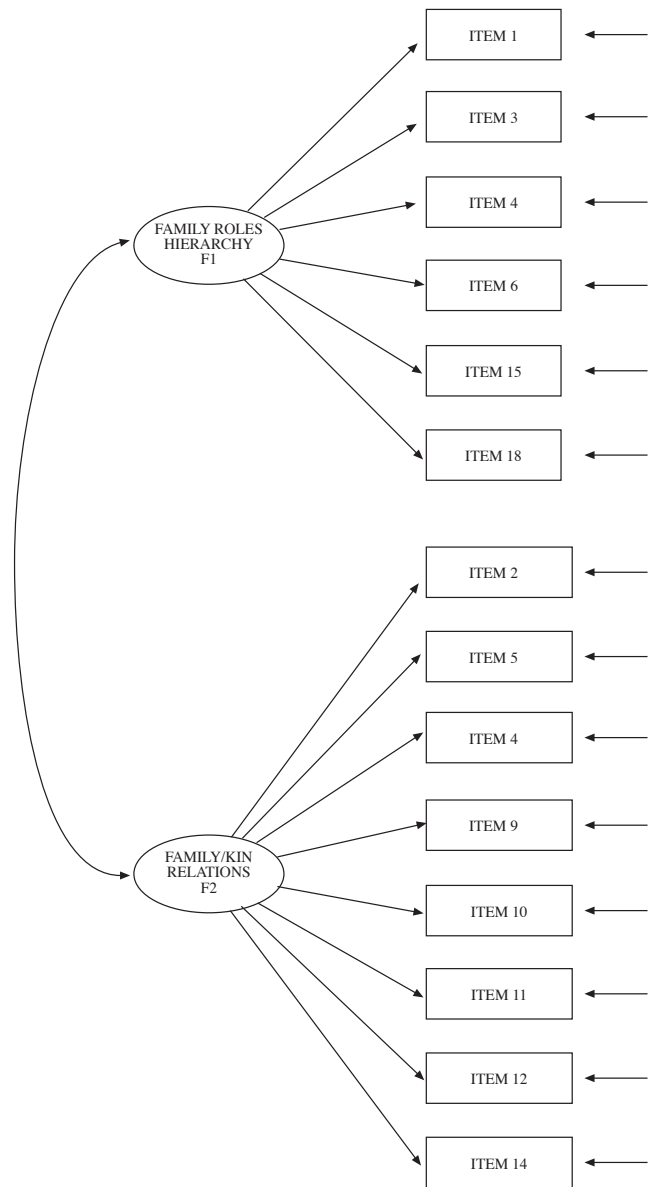 ITEM 1
ITEM 3
FAMILY ROLES
HIERARCHY
F1
ITEM 4
ITEM 6
ITEM 15
ITEM 18
ITEM 2
ITEM 5
ITEM 4
ITEM 9
FAMILY/KIN
RELATIONS
F2
ITEM 10
ITEM 11
ITEM 12
ITEM 14